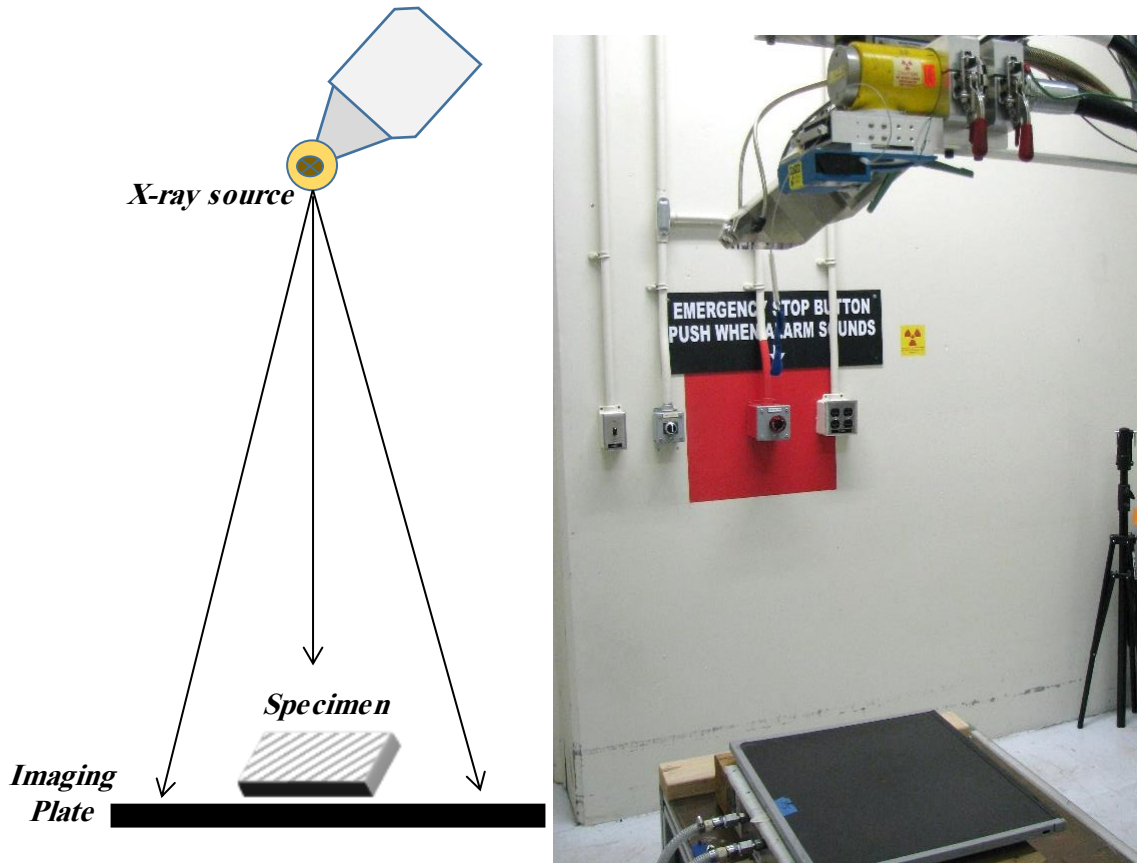 X-ray source
Specimen
Imaging
Plate
EMERGENCY STOP BUTTON
PUSH WHEN ALARM SOUNDS